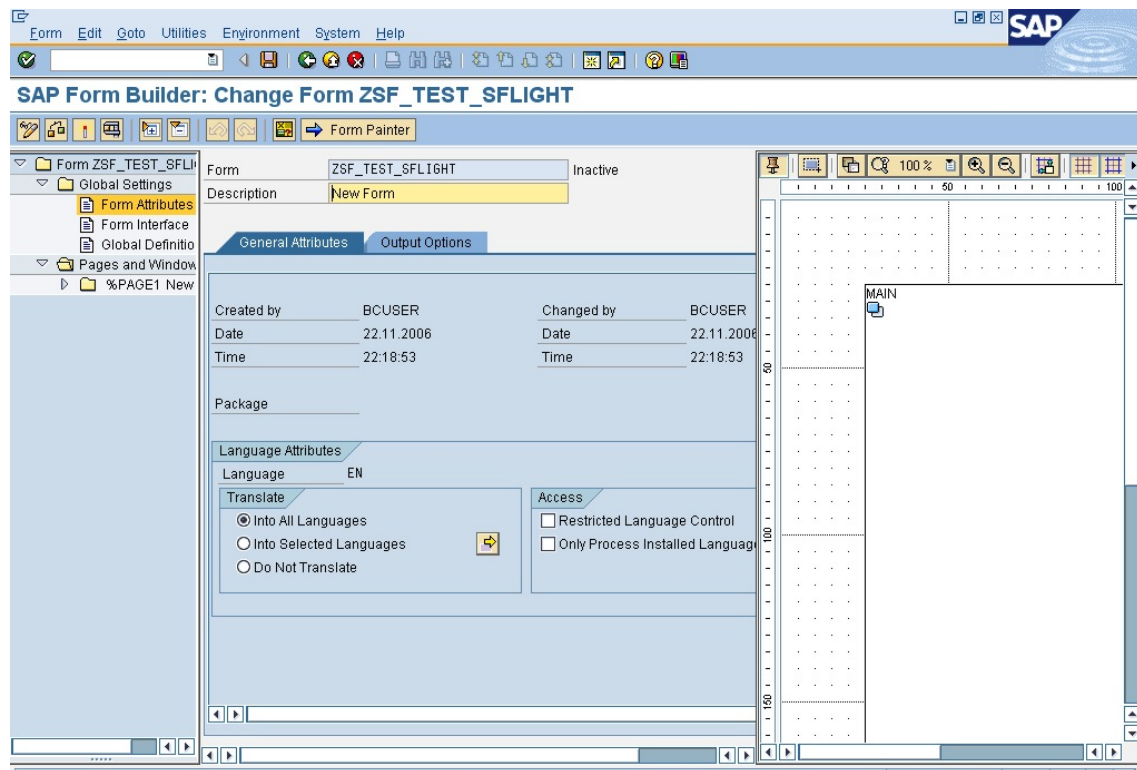 Form Edit Goto Utilities Environment System Help
SAP
SAP Form Builder: Change Form ZSF_TEST_SFLIGHT
Form Painter
Form ZSF_TEST_SFLI
Global Settings
Form Attributes
Form Interface
Global Definitio
Pages and Window
%PAGE1 New
Form ZSF_TEST_SFLIGHT Inactive
Description New Form
General Attributes Output Options
Created by BCUSER Changed by BCUSER
Date 22.11.2006 Date 22.11.2006
Time 22:18:53 Time 22:18:53
Package
Language Attributes
Language EN
Translate Access
Into All Languages Restricted Language Control
Into Selected Languages Only Process Installed Languag
Do Not Translate
100 %
50 100
MAIN
50
100
150